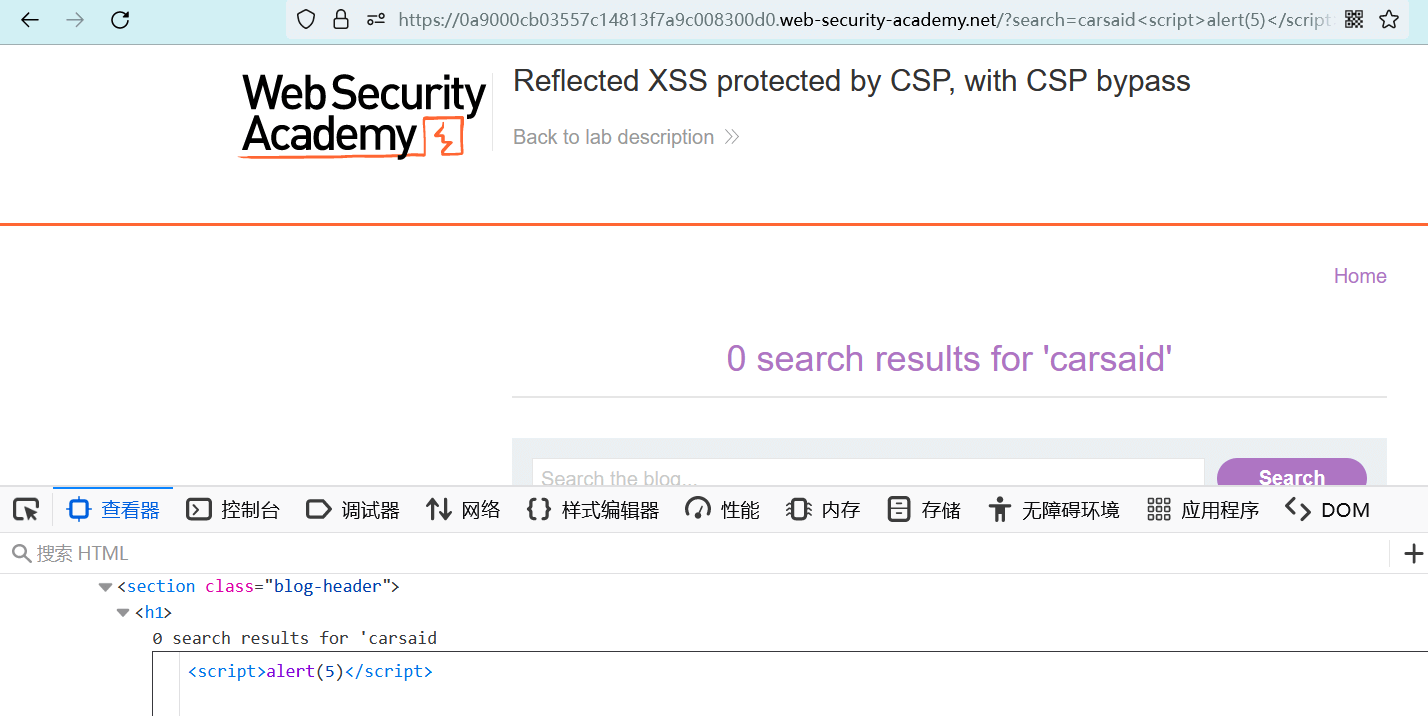 https://0a9000cb03557c14813f7a9c008300d0.web-security-academy.net/?search=carsaid<script>alert(5)</script
Web Security
Academy
Reflected XSS protected by CSP, with CSP bypass
Back to lab description
Home
0 search results for 'carsaid'
Search the blog...
Search
查看器 控制台 调试器 网络 {} 样式编辑器 性能 内存 存储 无障碍环境 应用程序 DOM
搜索 HTML
<section class="blog-header">
<h1>
0 search results for 'carsaid
<script>alert(5)</script>